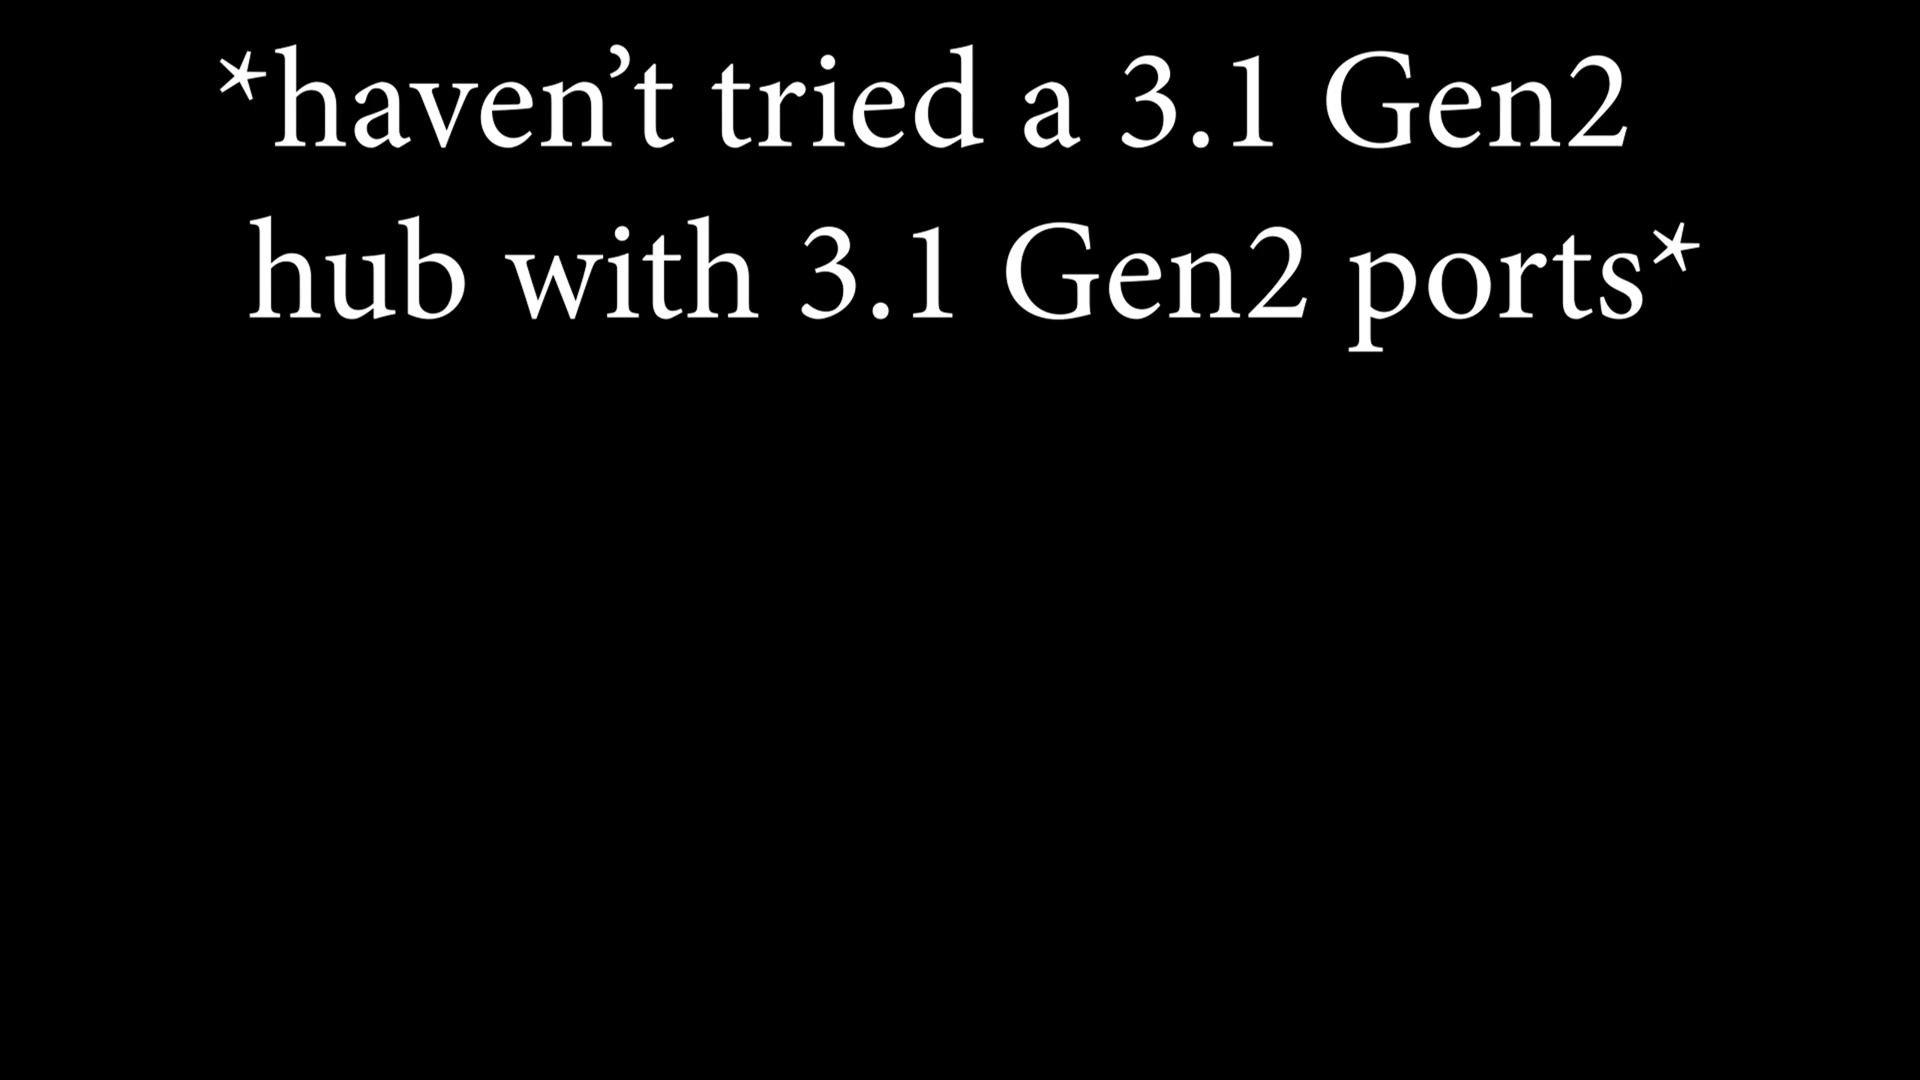 *haven’t tried a 3.1 Gen2
hub with 3.1 Gen2 ports*